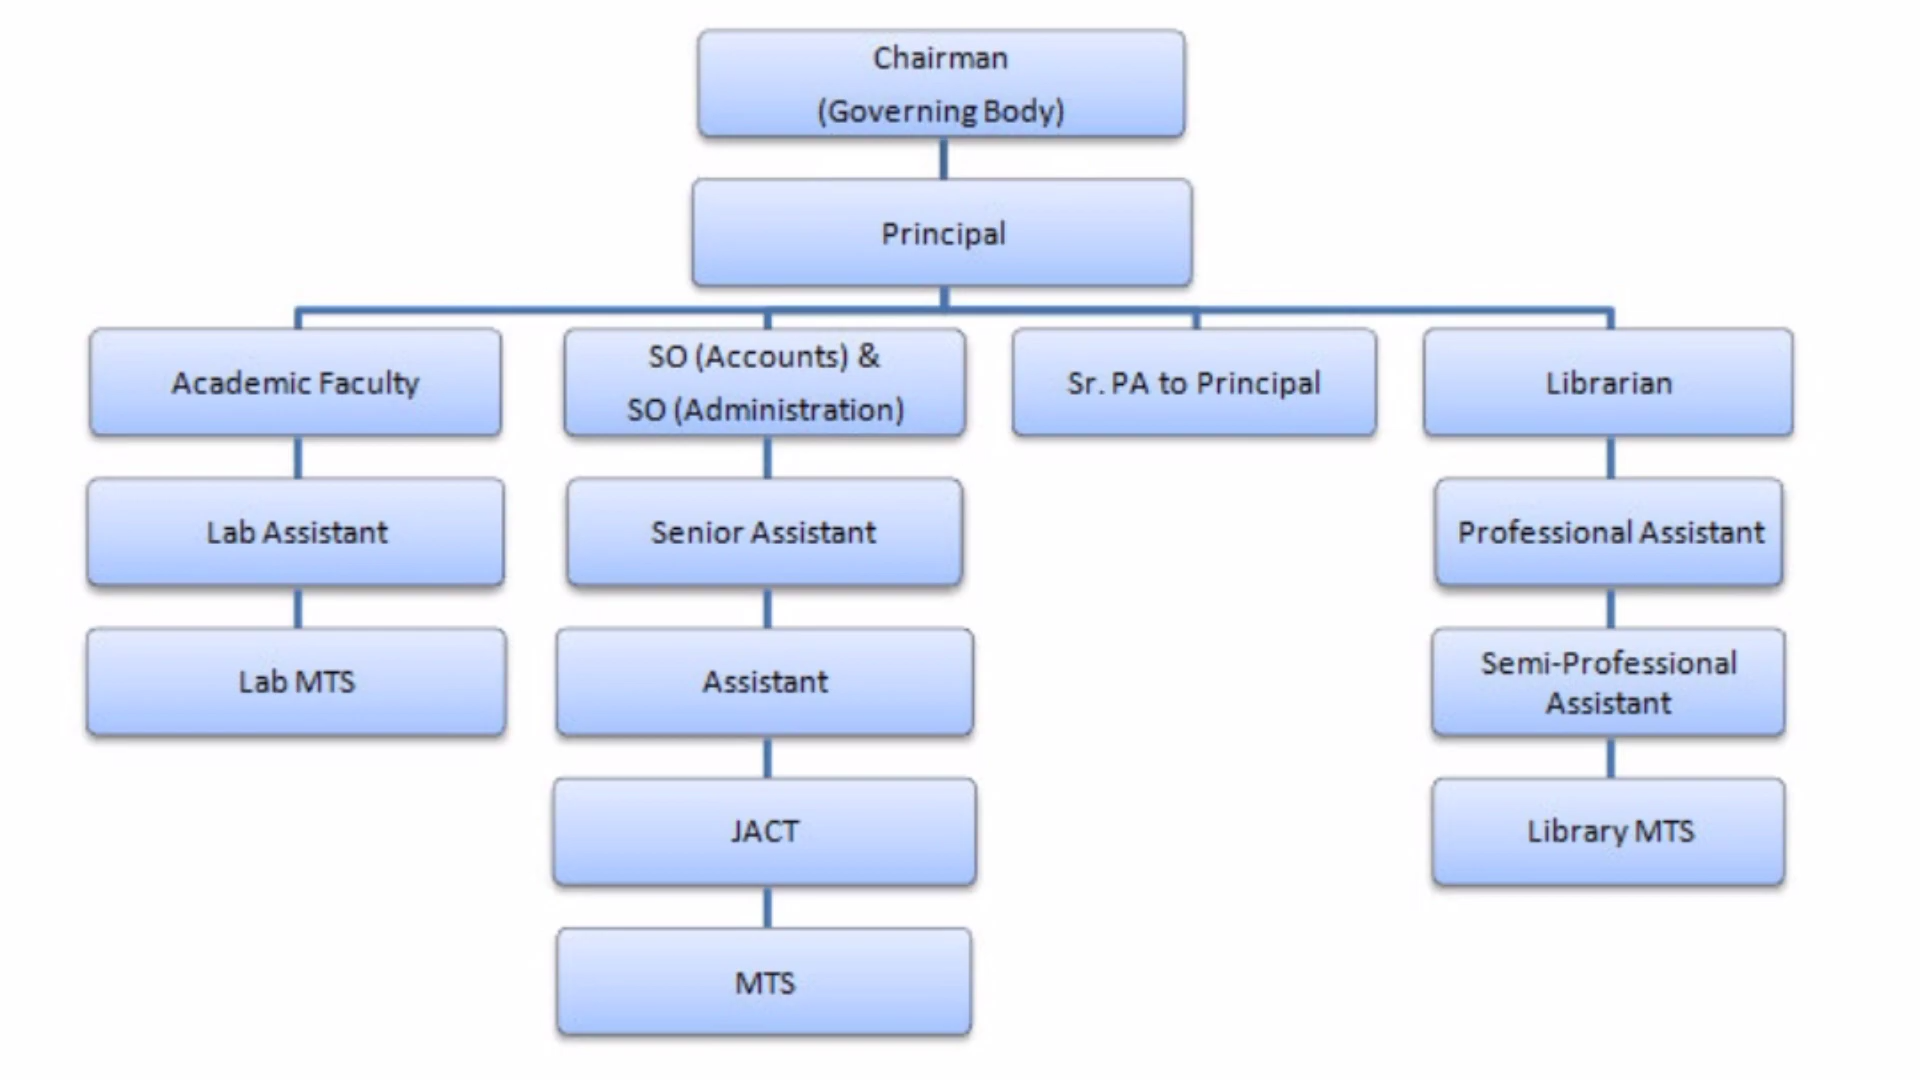 Chairman
(Governing Body)
Principal
Academic Faculty
SO (Accounts) &
SO (Administration)
Sr. PA to Principal
Librarian
Lab Assistant
Senior Assistant
Professional Assistant
Lab MTS
Assistant
Semi-Professional
Assistant
JACT
Library MTS
MTS